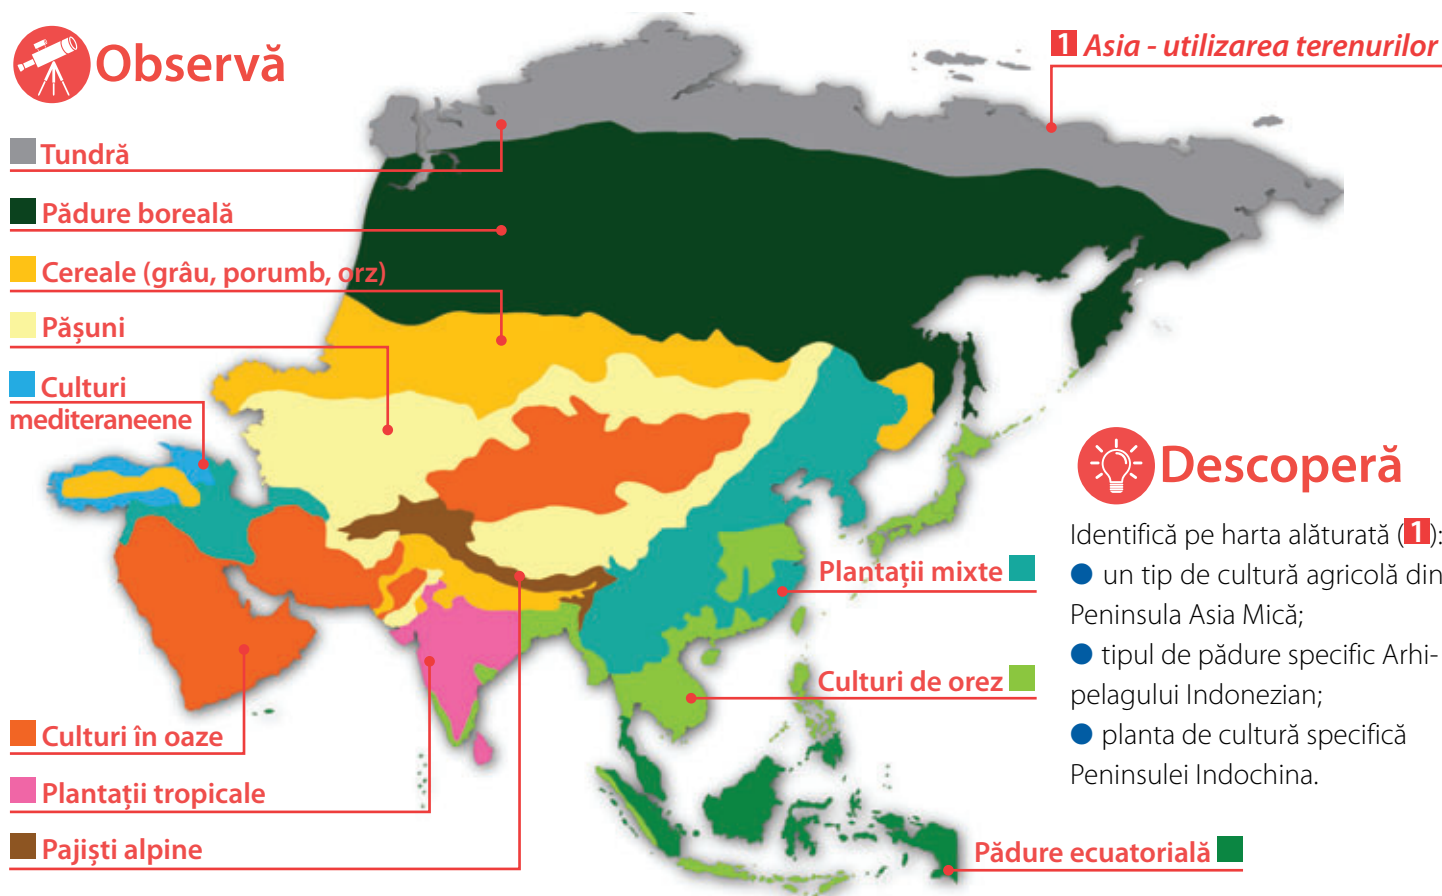 Observă
1 Asia - utilizarea terenurilor
Tundră
Pădure boreală
Cereale (grâu, porumb, orz)
Pășuni
Culturi
mediteraneene
Culturi în oaze
Plantații tropicale
Pajiști alpine
Plantații mixte
Culturi de orez
Pădure ecuatorială
Descoperă
Identifică pe harta alăturată (1):
● un tip de cultură agricolă din
Peninsula Asia Mică;
● tipul de pădure specific Arhi-
pelagului Indonezian;
● planta de cultură specifică
Peninsulei Indochina.